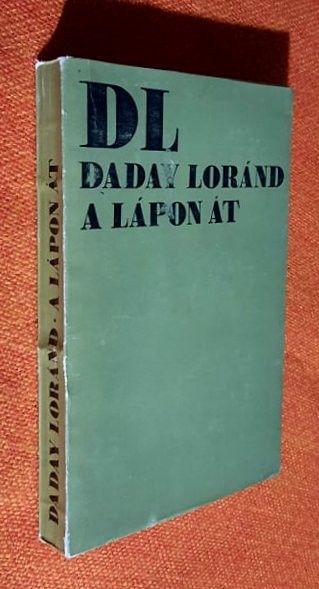 DL
DADAY LORÁND
A LÁPON ÁT
DADAY LORÁND · A LÁPON ÁT